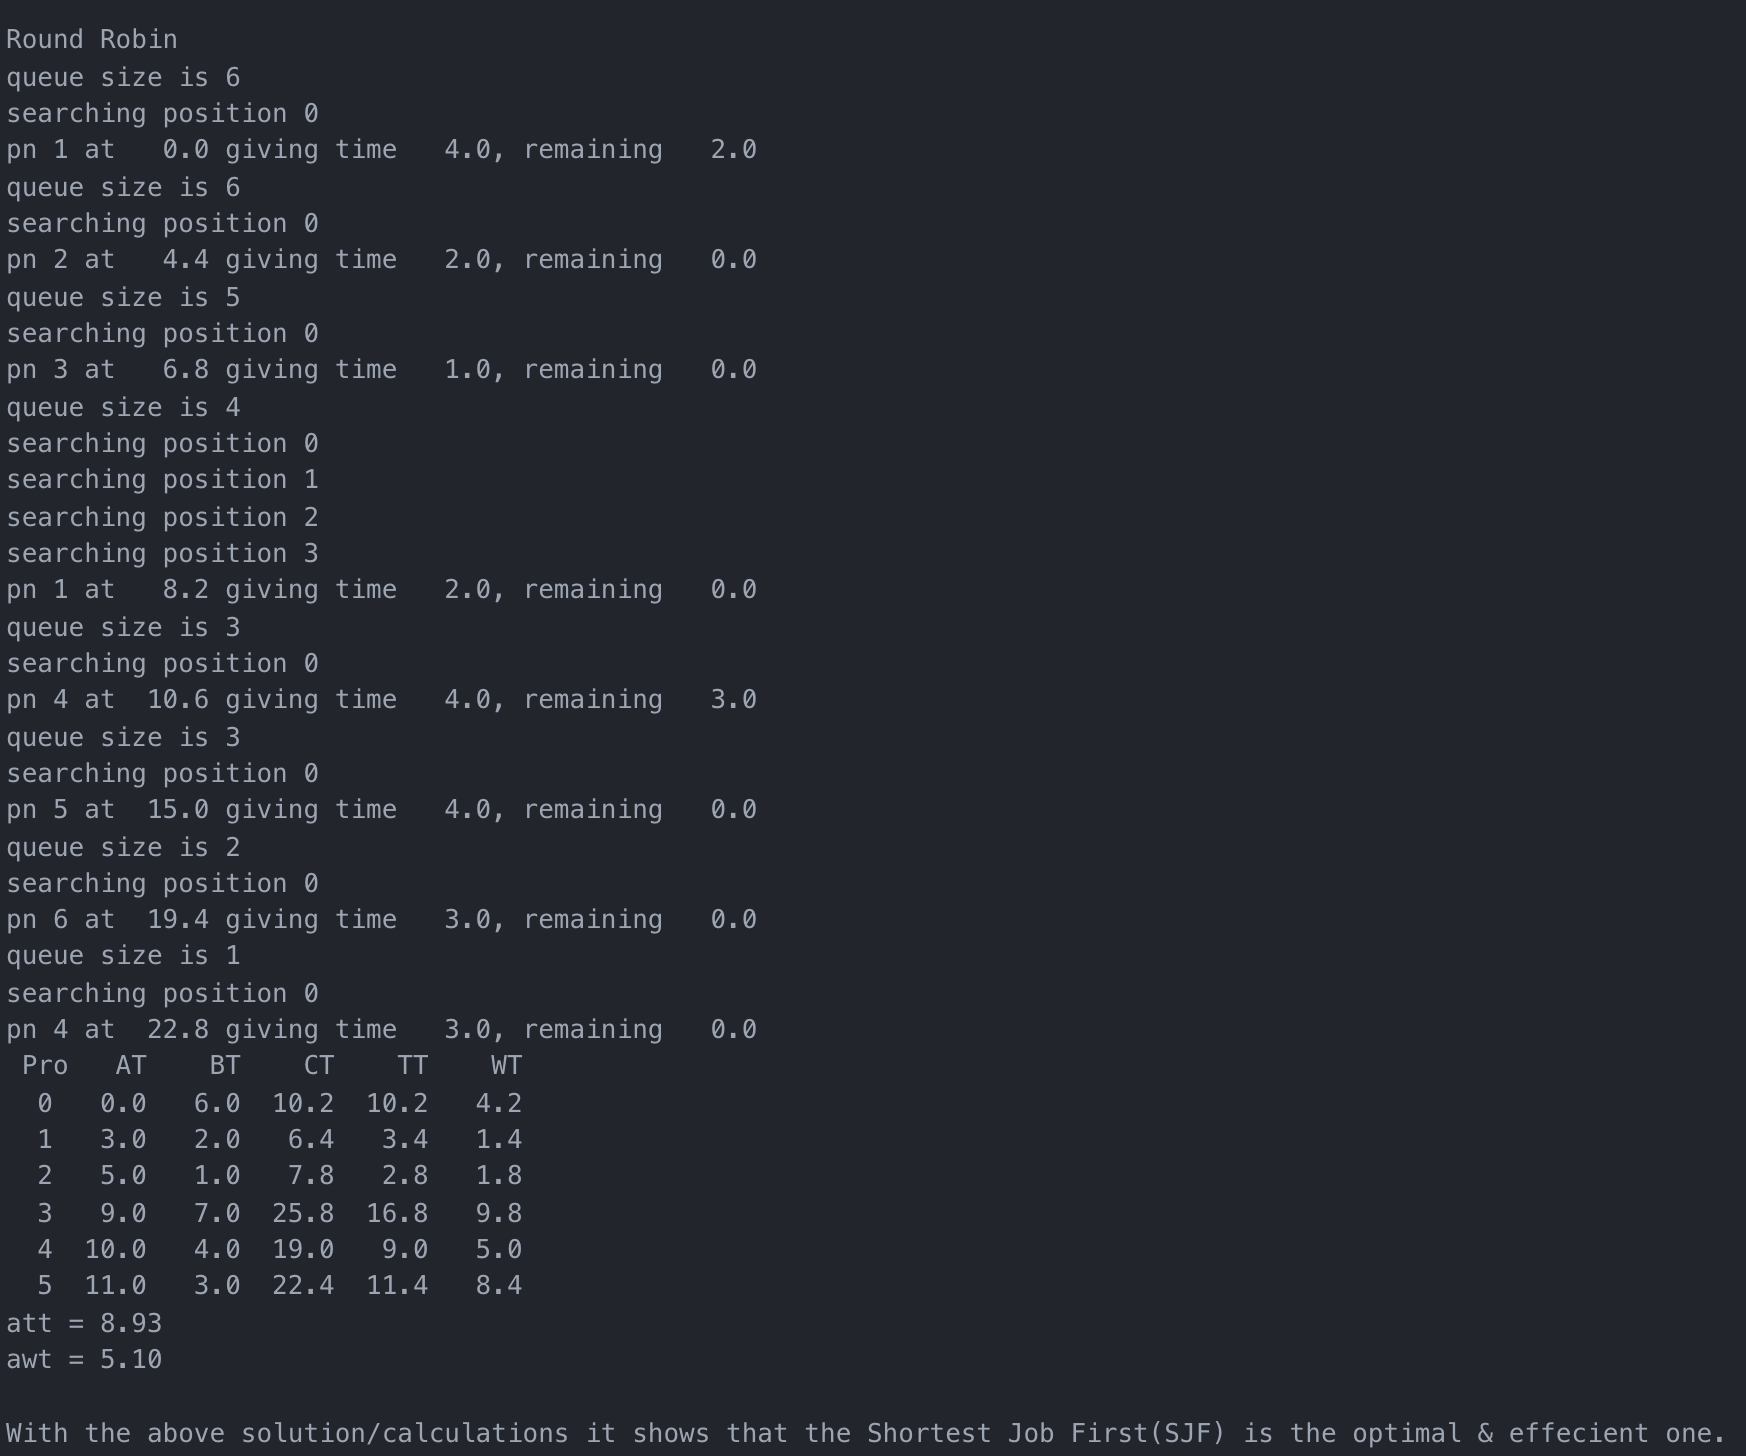 Round Robin
queue size is 6
searching position 0
pn 1 at   0.0 giving time   4.0, remaining   2.0
queue size is 6
searching position 0
pn 2 at   4.4 giving time   2.0, remaining   0.0
queue size is 5
searching position 0
pn 3 at   6.8 giving time   1.0, remaining   0.0
queue size is 4
searching position 0
searching position 1
searching position 2
searching position 3
pn 1 at   8.2 giving time   2.0, remaining   0.0
queue size is 3
searching position 0
pn 4 at  10.6 giving time   4.0, remaining   3.0
queue size is 3
searching position 0
pn 5 at  15.0 giving time   4.0, remaining   0.0
queue size is 2
searching position 0
pn 6 at  19.4 giving time   3.0, remaining   0.0
queue size is 1
searching position 0
pn 4 at  22.8 giving time   3.0, remaining   0.0
 Pro   AT    BT    CT    TT    WT
  0   0.0   6.0  10.2  10.2   4.2
  1   3.0   2.0   6.4   3.4   1.4
  2   5.0   1.0   7.8   2.8   1.8
  3   9.0   7.0  25.8  16.8   9.8
  4  10.0   4.0  19.0   9.0   5.0
  5  11.0   3.0  22.4  11.4   8.4
att = 8.93
awt = 5.10
With the above solution/calculations it shows that the Shortest Job First(SJF) is the optimal & effecient one.